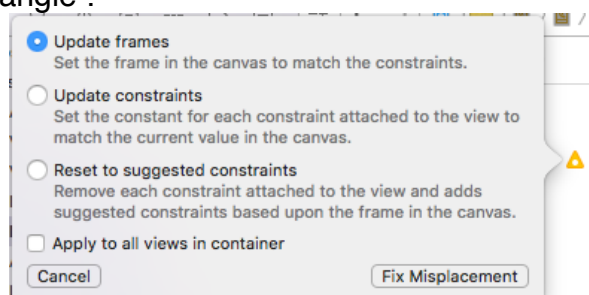 angle".
Update frames
Set the frame in the canvas to match the constraints.
Update constraints
Set the constant for each constraint attached to the view to
match the current value in the canvas.
Reset to suggested constraints
Remove each constraint attached to the view and adds
suggested constraints based upon the frame in the canvas.
Apply to all views in container
Cancel
Fix Misplacement